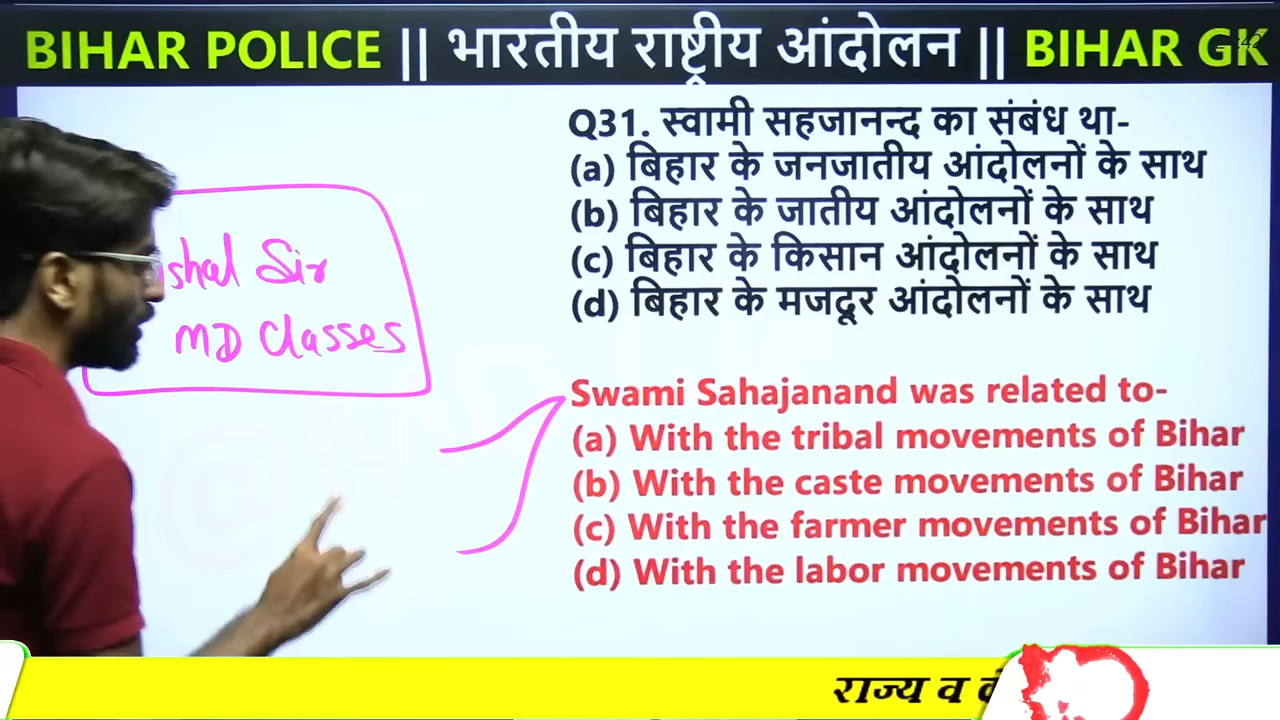 BIHAR POLICE || भारतीय राष्ट्रीय आंदोलन || BIHAR GK
Q31. स्वामी सहजानन्द का संबंध था-
(a) बिहार के जनजातीय आंदोलनों के साथ
(b) बिहार के जातीय आंदोलनों के साथ
(c) बिहार के किसान आंदोलनों के साथ
(d) बिहार के मजदूर आंदोलनों के साथ
Sir
MD Classes
Swami Sahajanand was related to-
(a) With the tribal movements of Bihar
(b) With the caste movements of Bihar
(c) With the farmer movements of Bihar
(d) With the labor movements of Bihar
राज्य व